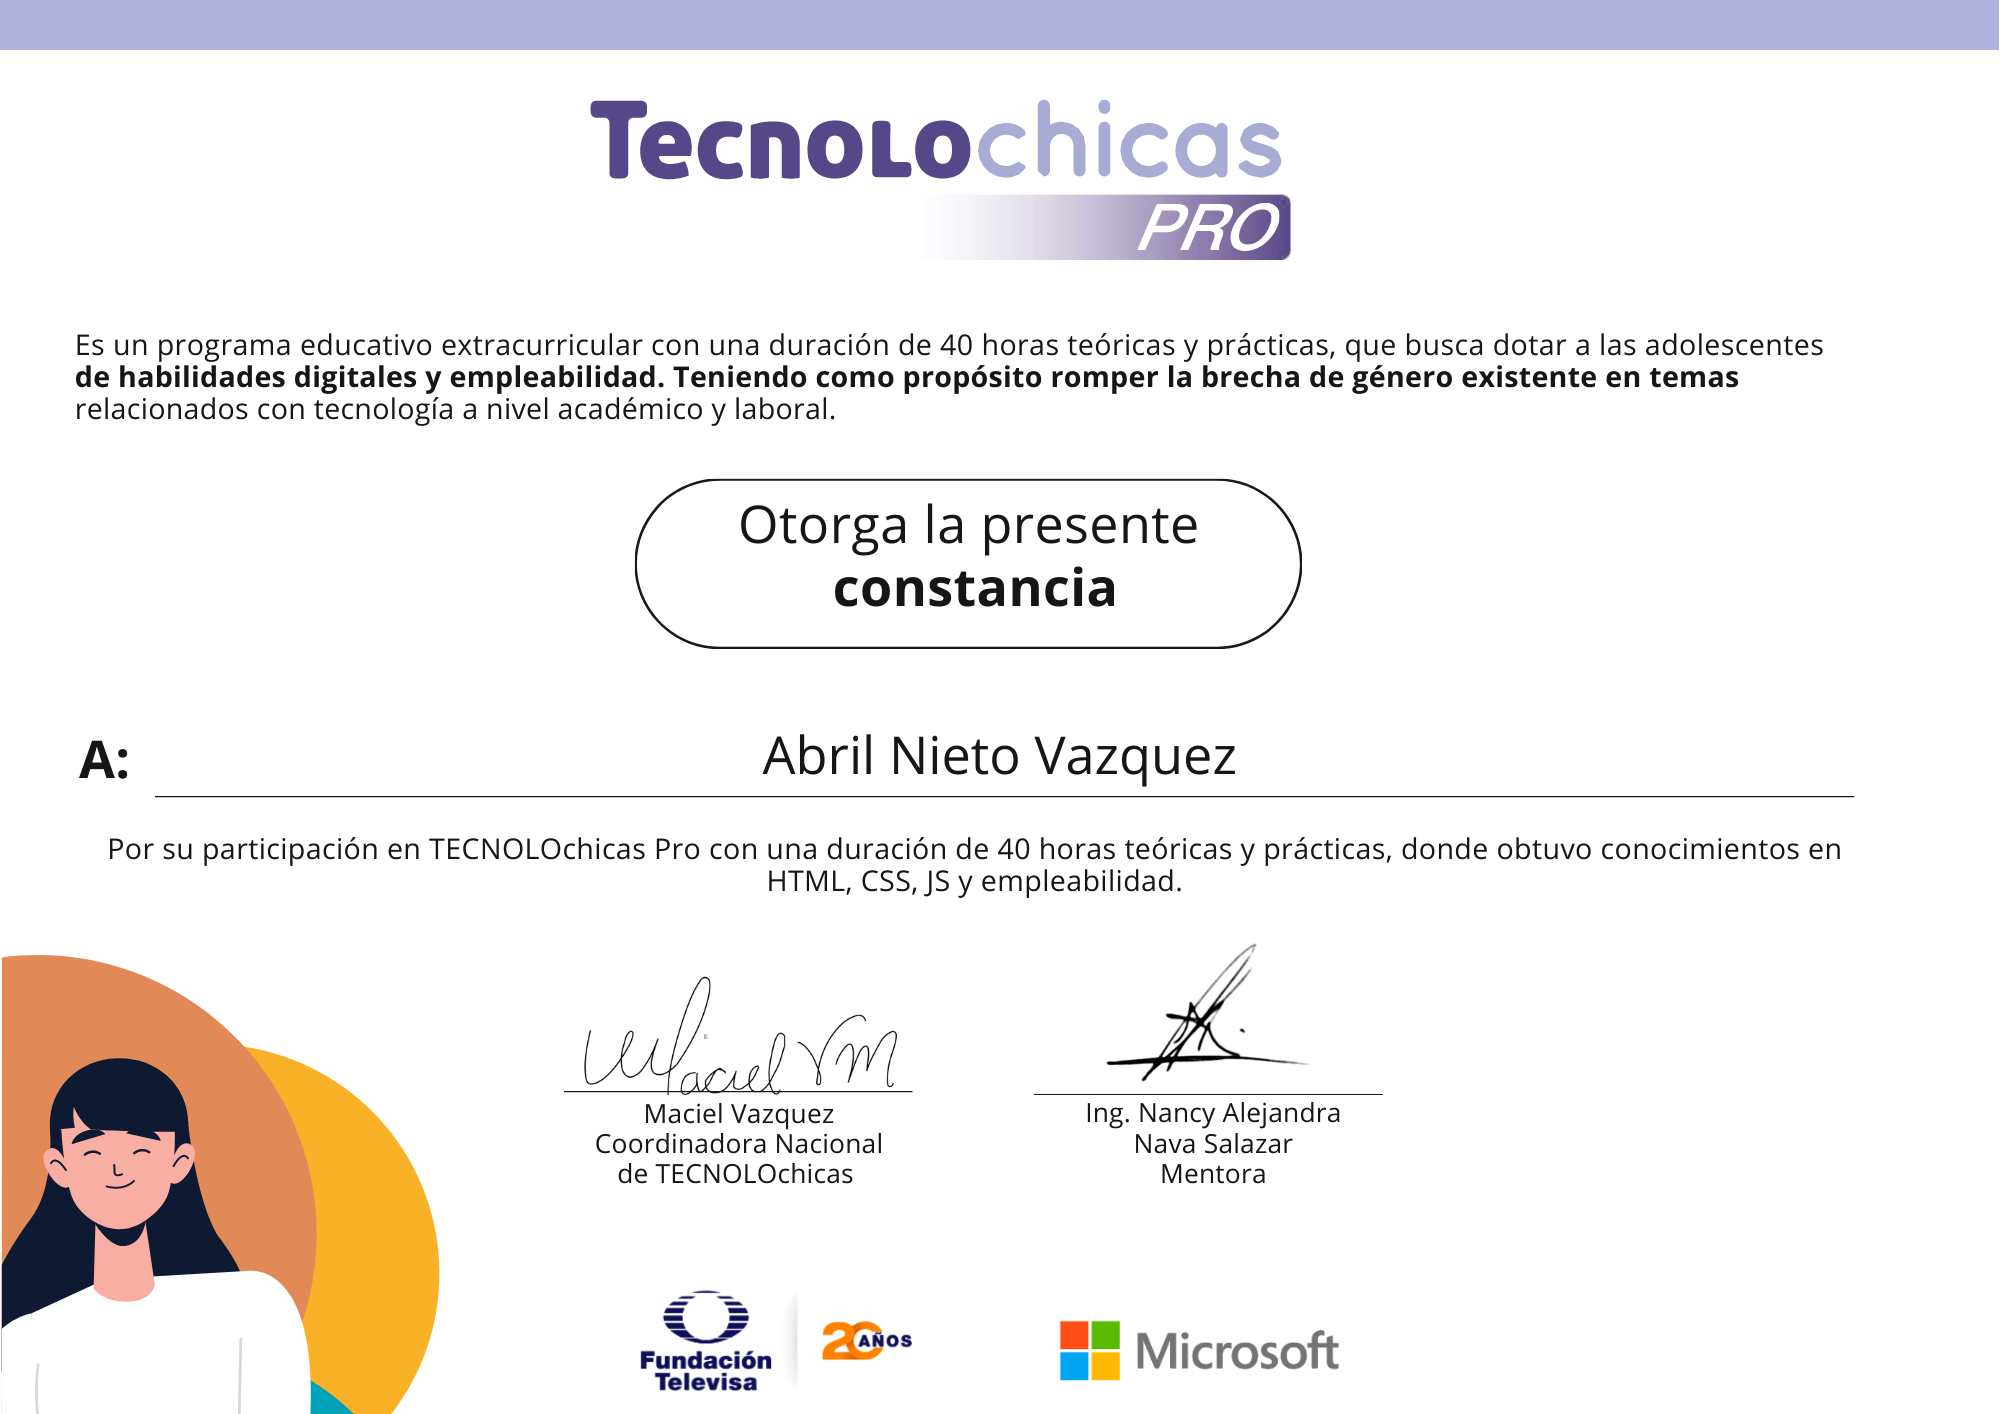 Tecnolochicas
PRO
Es un programa educativo extracurricular con una duración de 40 horas teóricas y prácticas, que busca dotar a las adolescentes
de habilidades digitales y empleabilidad. Teniendo como propósito romper la brecha de género existente en temas
relacionados con tecnología a nivel académico y laboral.
Otorga la presente
constancia
A: Abril Nieto Vazquez
Por su participación en TECNOLOchicas Pro con una duración de 40 horas teóricas y prácticas, donde obtuvo conocimientos en
HTML, CSS, JS y empleabilidad.
Maciel VM
Maciel Vazquez
Coordinadora Nacional
de TECNOLOchicas
Ing. Nancy Alejandra
Nava Salazar
Mentora
Fundación
Televisa
20 AÑOS
Microsoft